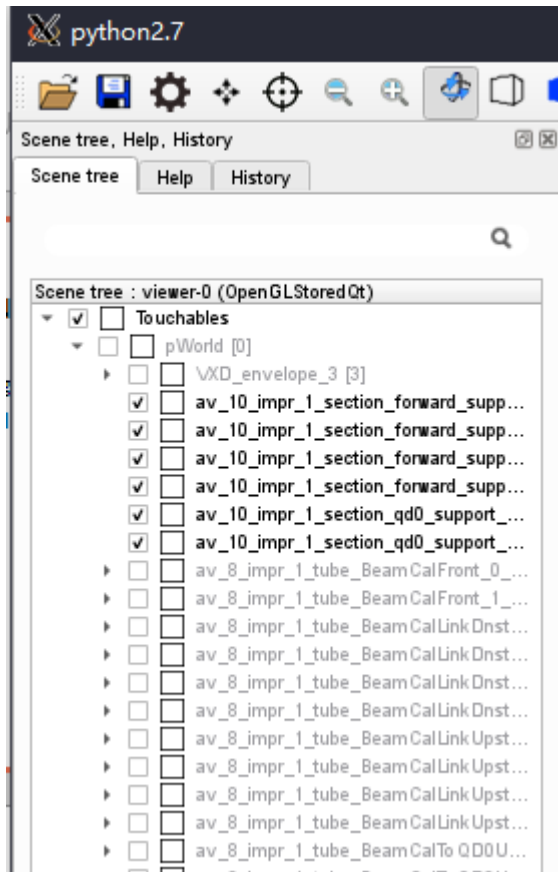 python2.7
Scene tree, Help, History
Scene tree Help History
Scene tree : viewer-0 (OpenGLStoredQt)
Touchables
pWorld [0]
VXD_envelope_3 [3]
av_10_impr_1_section_forward_supp...
av_10_impr_1_section_forward_supp...
av_10_impr_1_section_forward_supp...
av_10_impr_1_section_forward_supp...
av_10_impr_1_section_qd0_support_...
av_10_impr_1_section_qd0_support_...
av_8_impr_1_tube_BeamCalFront_0_...
av_8_impr_1_tube_BeamCalFront_1_...
av_8_impr_1_tube_BeamCalLinkDnst...
av_8_impr_1_tube_BeamCalLinkDnst...
av_8_impr_1_tube_BeamCalLinkDnst...
av_8_impr_1_tube_BeamCalLinkDnst...
av_8_impr_1_tube_BeamCalLinkUpst...
av_8_impr_1_tube_BeamCalLinkUpst...
av_8_impr_1_tube_BeamCalLinkUpst...
av_8_impr_1_tube_BeamCalLinkUpst...
av_8_impr_1_tube_BeamCalToQD0U...